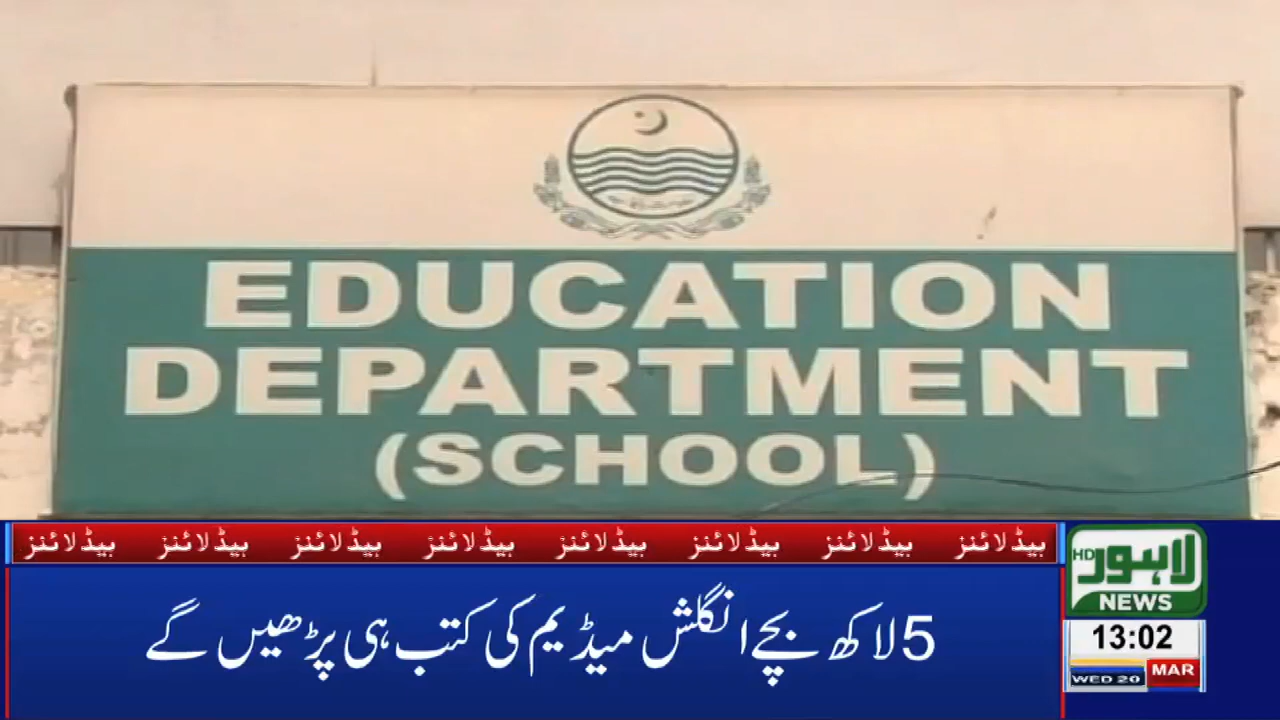 EDUCATION
DEPARTMENT
(SCHOOL)
ہیڈلائنز ہیڈلائنز ہیڈلائنز ہیڈلائنز ہیڈلائنز ہیڈلائنز ہیڈلائنز ہیڈلائنز
5 لاکھ بچے انگلش میڈیم کی کتب ہی پڑھیں گے
لاہور HD
NEWS
13:02
WED 20 MAR